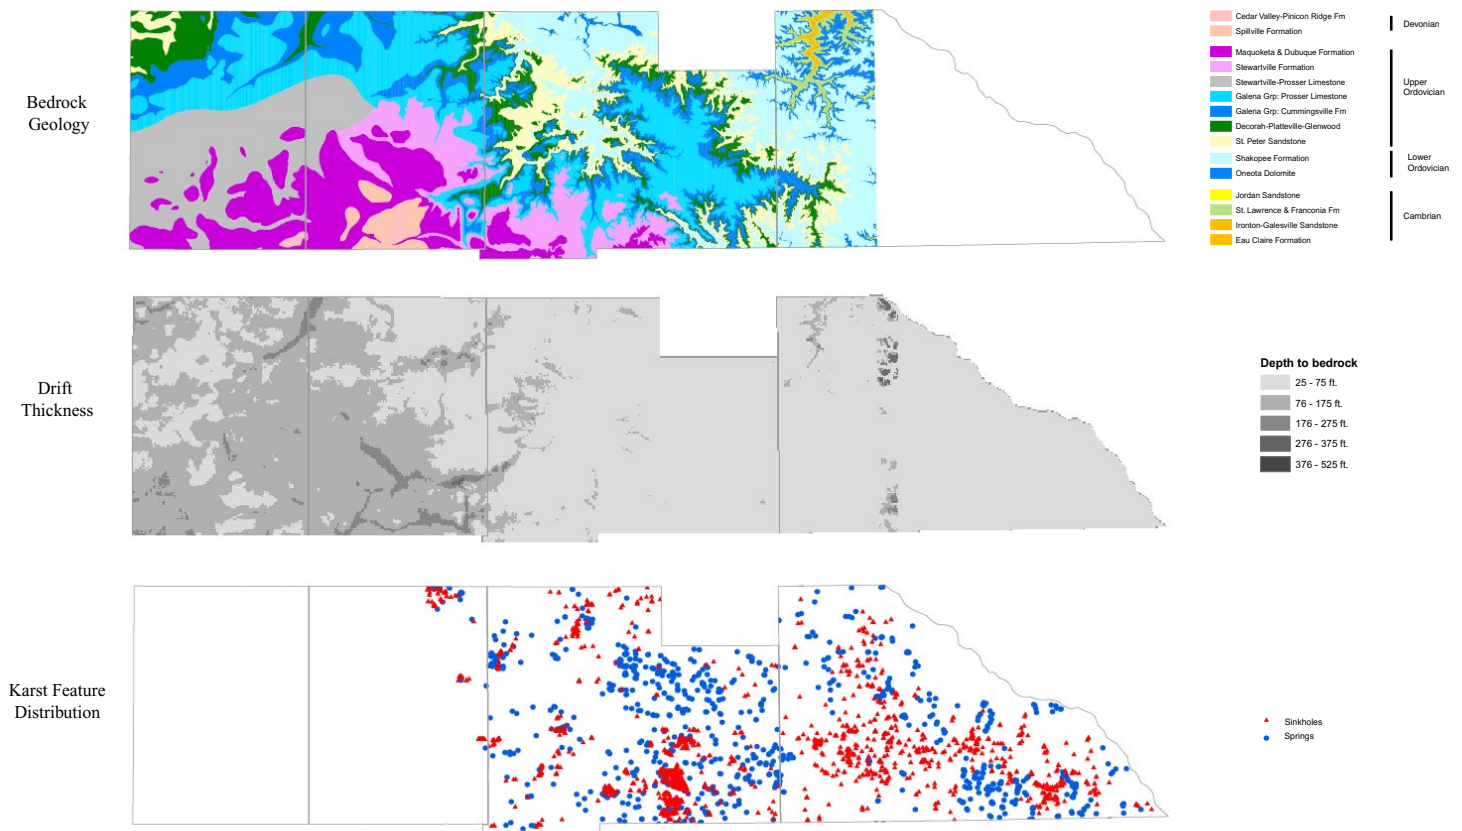 Bedrock
Geology
Cedar Valley-Pinicon Ridge Fm
Spillville Formation
Devonian
Maquoketa & Dubuque Formation
Stewartville Formation
Stewartville-Prosser Limestone
Galena Grp: Prosser Limestone
Galena Grp: Cummingsville Fm
Decorah-Platteville-Glenwood
St. Peter Sandstone
Upper
Ordovician
Shakopee Formation
Oneota Dolomite
Lower
Ordovician
Jordan Sandstone
St. Lawrence & Franconia Fm
Ironton-Galesville Sandstone
Eau Claire Formation
Cambrian
Drift
Thickness
Depth to bedrock
25 - 75 ft.
76 - 175 ft.
176 - 275 ft.
276 - 375 ft.
376 - 525 ft.
Karst Feature
Distribution
Sinkholes
Springs